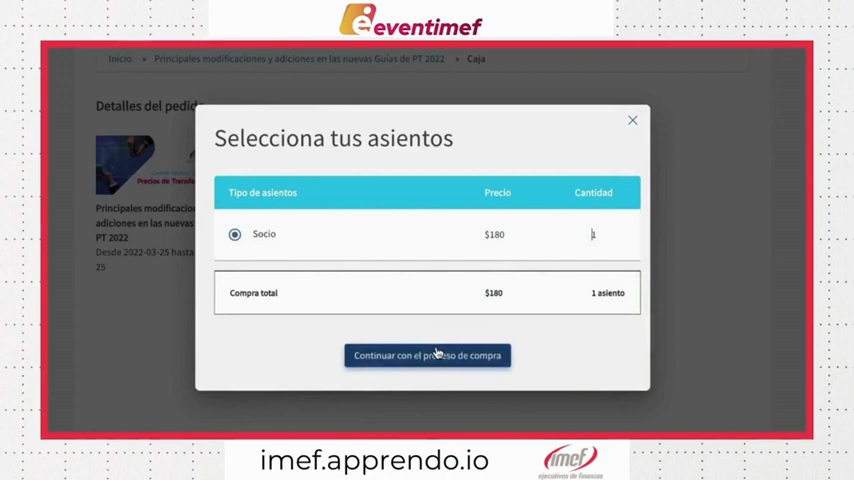 eventimef
Inicio » Principales modificaciones y adiciones en las nuevas Guías de PT 2022 » Caja
Detalles del pedido
Precios de Transfe
Principales modificacio
adiciones en las nueva
PT 2022
Desde 2022-03-25 hasta
25
Selecciona tus asientos
Tipo de asientos Precio Cantidad
Socio $180 1
Compra total $180 1 asiento
Continuar con el proceso de compra
imef.apprendo.io
imef
ejecutivos de finanzas